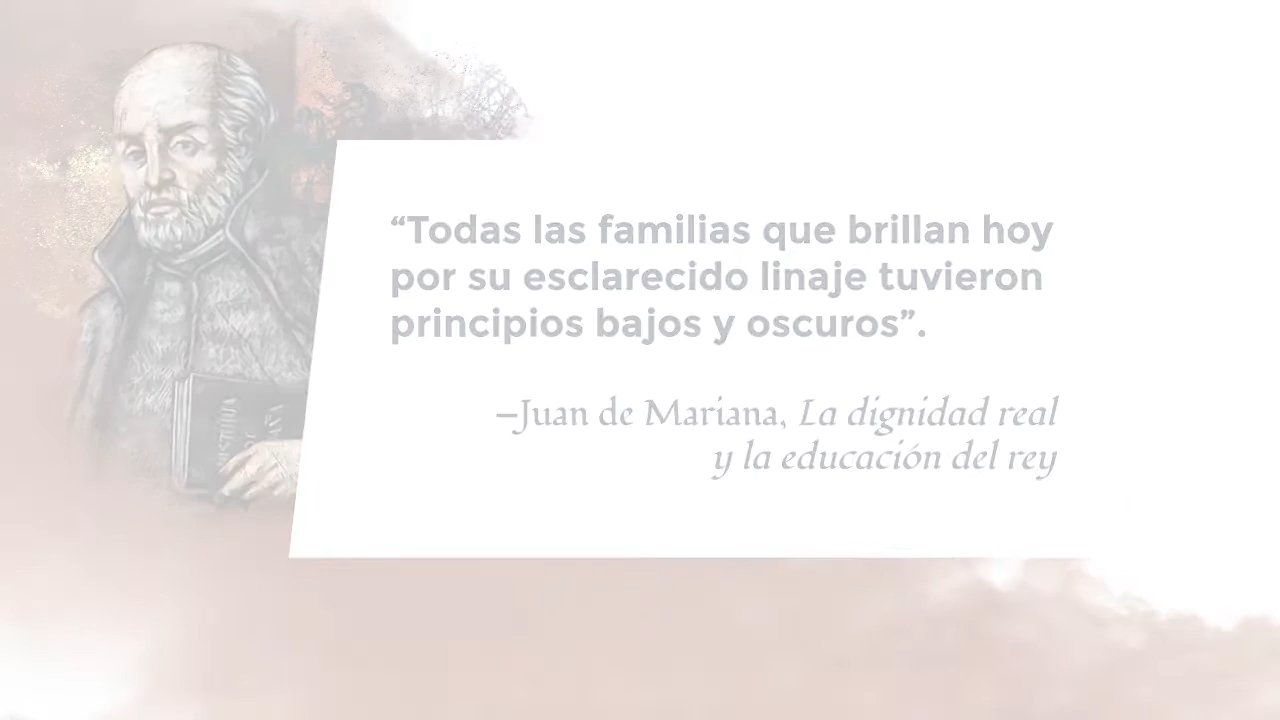 “Todas las familias que brillan hoy
por su esclarecido linaje tuvieron
principios bajos y oscuros”.
—Juan de Mariana, La dignidad real
y la educación del rey